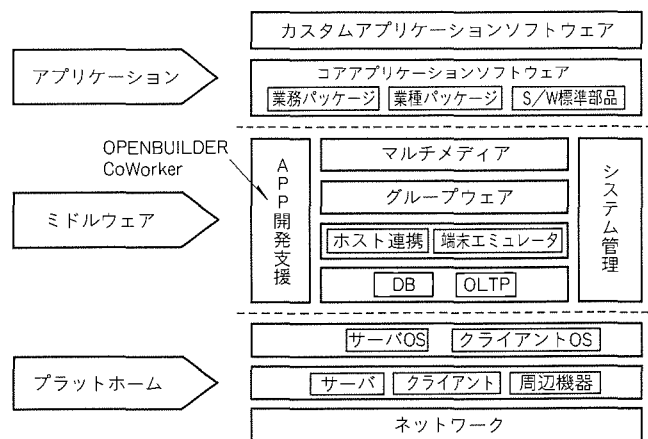 カスタムアプリケーションソフトウェア
アプリケーション
コアアプリケーションソフトウェア
業務パッケージ 業種パッケージ S/W標準部品
OPENBUILDER
CoWorker
ミドルウェア
APP開発支援
マルチメディア
グループウェア
ホスト連携 端末エミュレータ
DB OLTP
システム管理
プラットホーム
サーバOS クライアントOS
サーバ クライアント 周辺機器
ネットワーク